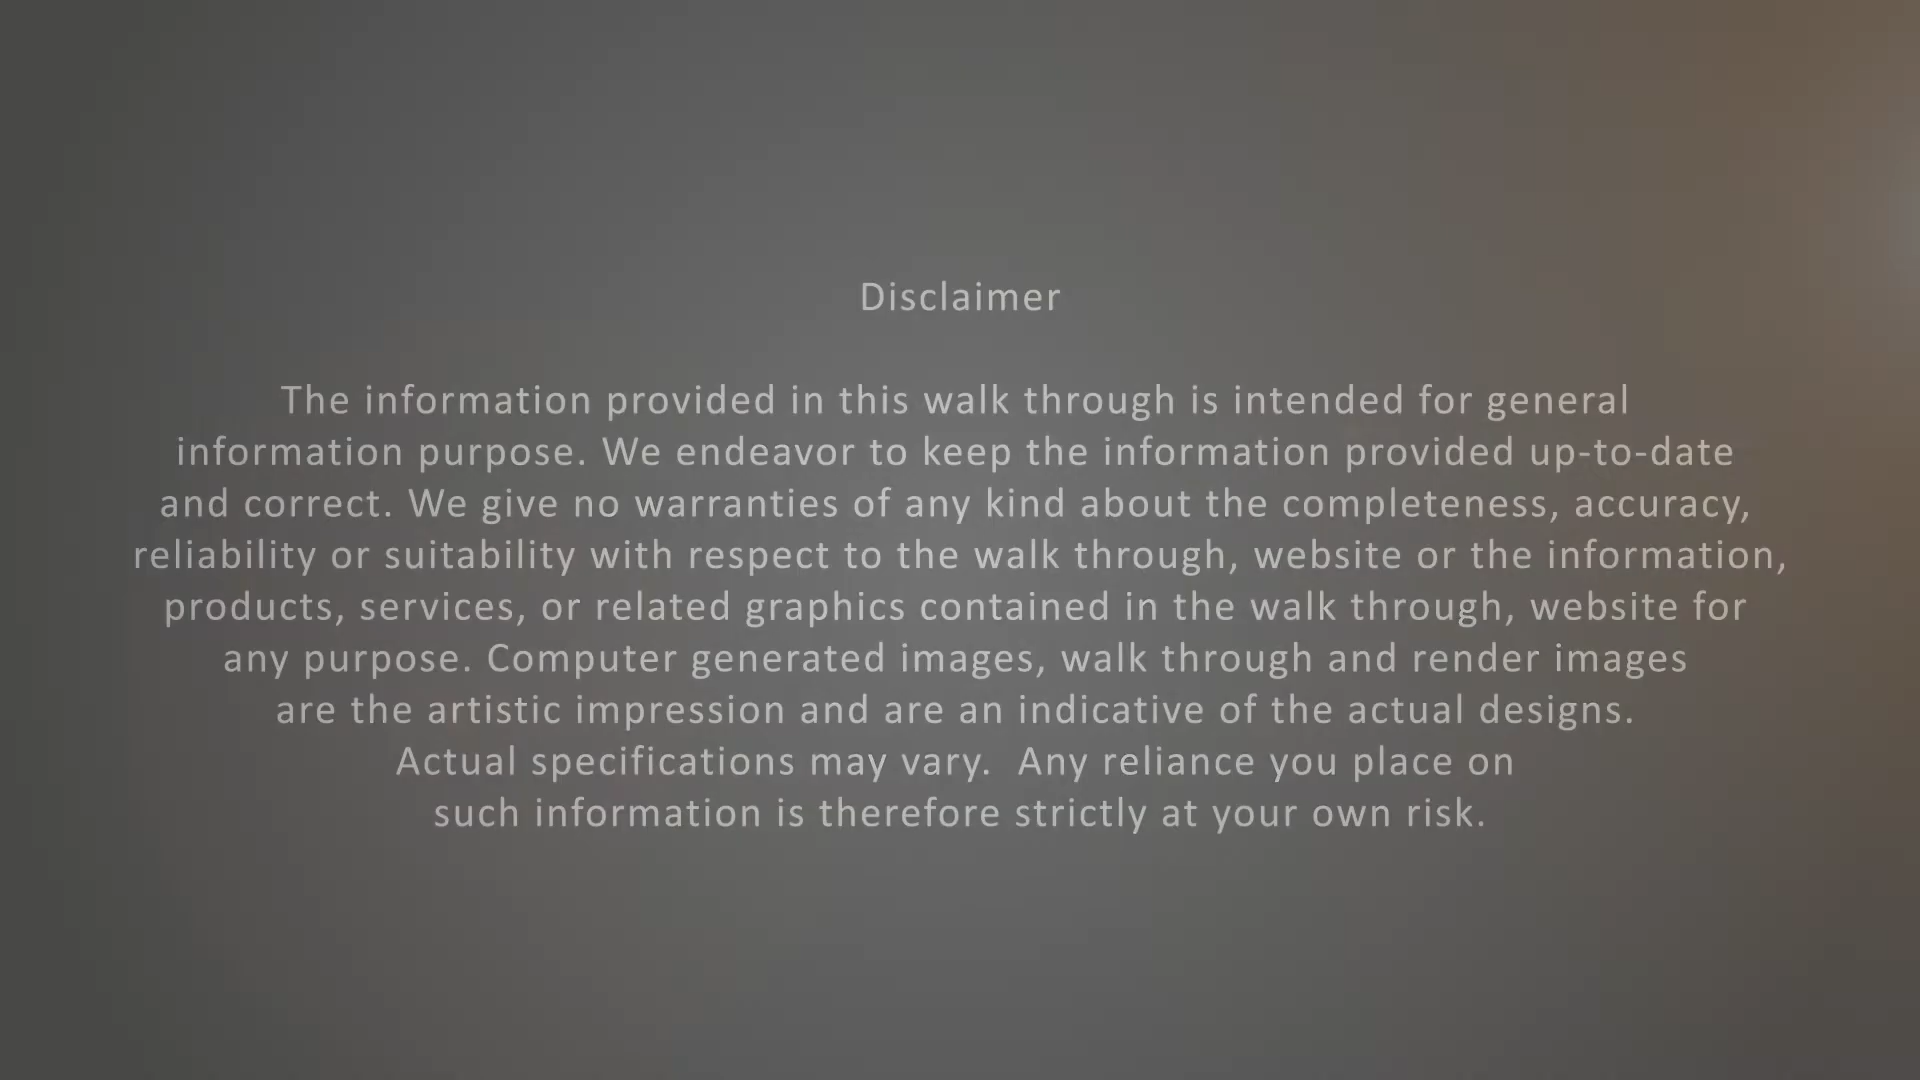 Disclaimer
The information provided in this walk through is intended for general
information purpose. We endeavor to keep the information provided up-to-date
and correct. We give no warranties of any kind about the completeness, accuracy,
reliability or suitability with respect to the walk through, website or the information,
products, services, or related graphics contained in the walk through, website for
any purpose. Computer generated images, walk through and render images
are the artistic impression and are an indicative of the actual designs.
Actual specifications may vary.  Any reliance you place on
such information is therefore strictly at your own risk.